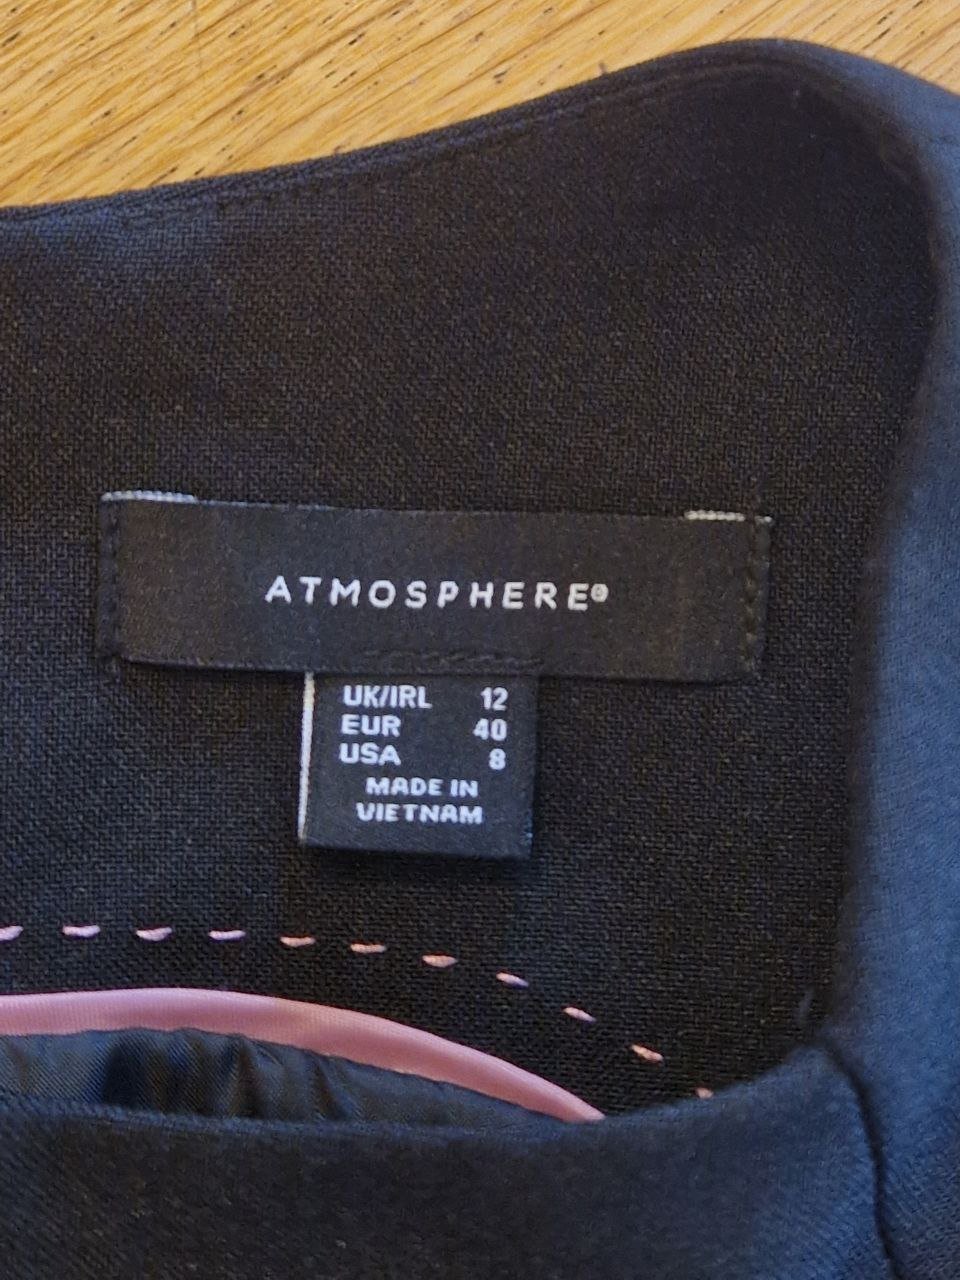 ATMOSPHERE®
UK/IRL 12
EUR 40
USA 8
MADE IN
VIETNAM